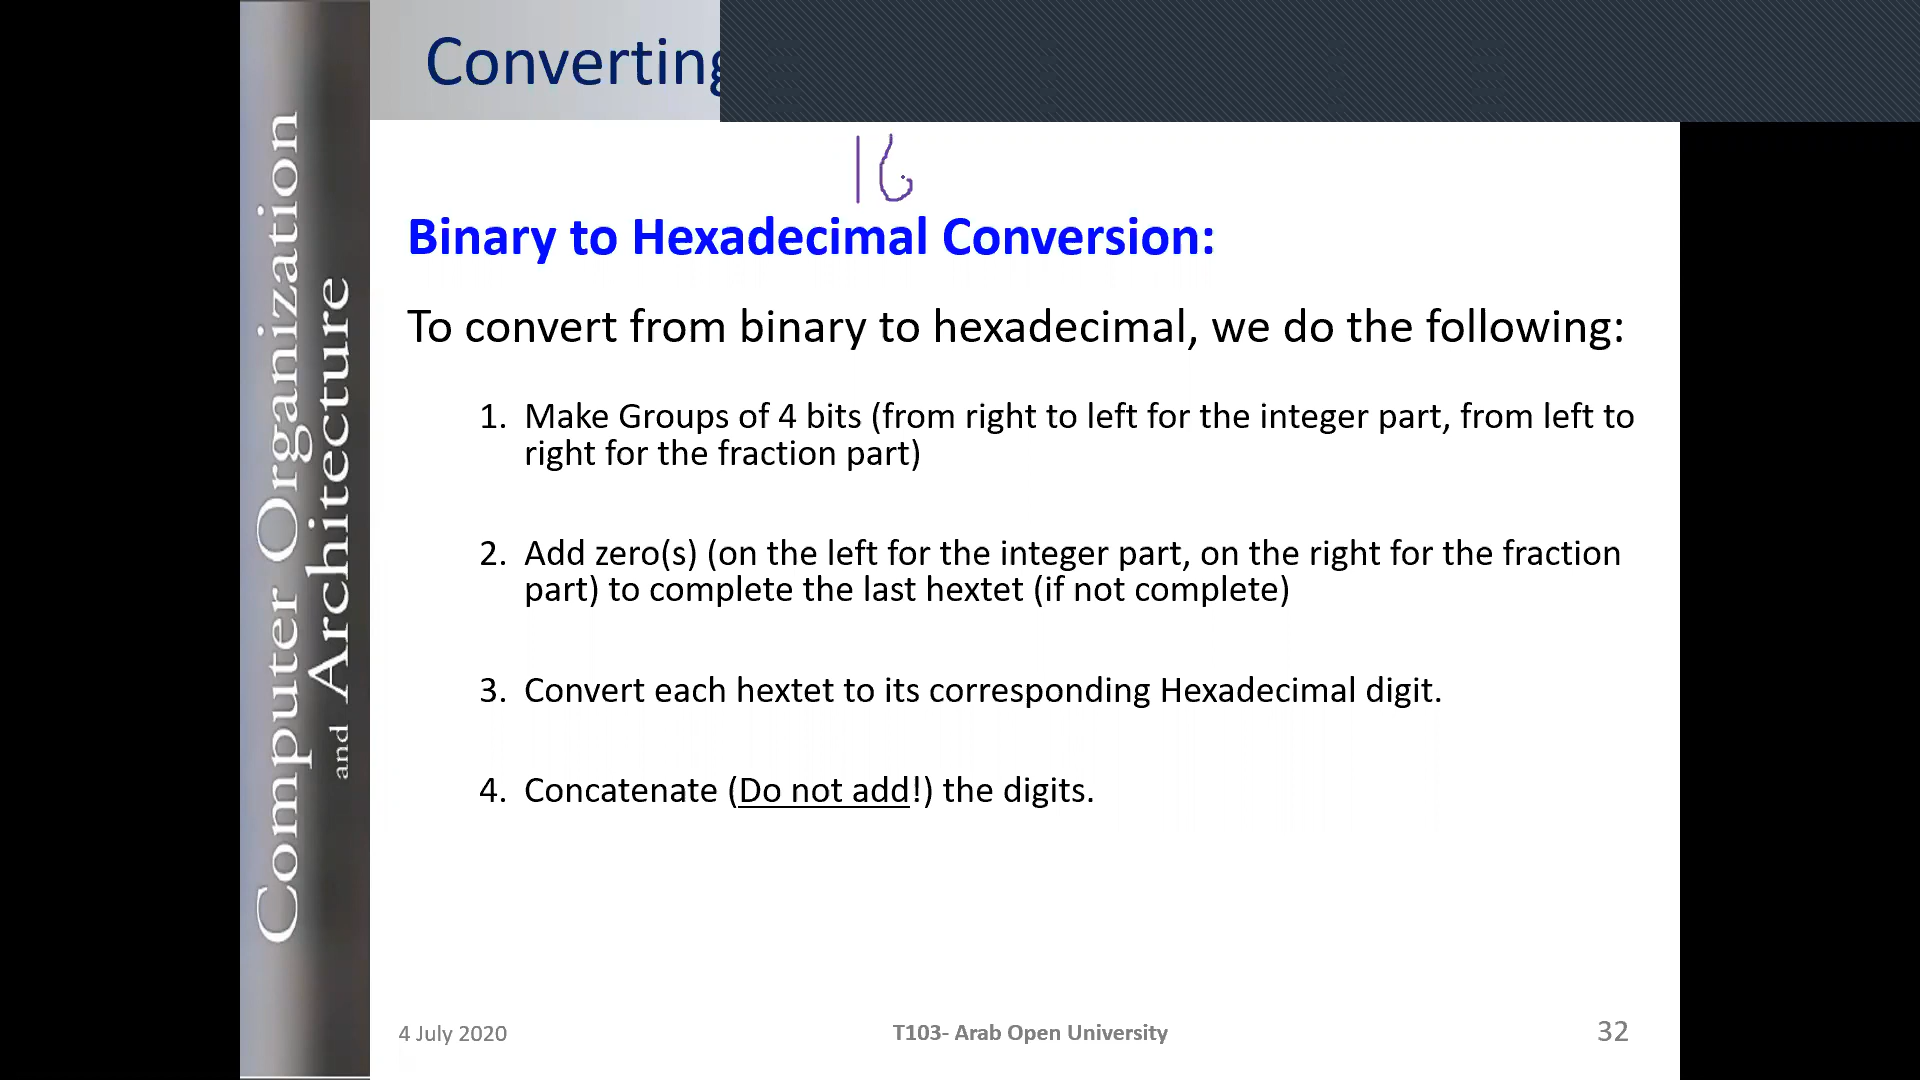 Converting
16
Binary to Hexadecimal Conversion:
To convert from binary to hexadecimal, we do the following:
1. Make Groups of 4 bits (from right to left for the integer part, from left to
right for the fraction part)
2. Add zero(s) (on the left for the integer part, on the right for the fraction
part) to complete the last hextet (if not complete)
3. Convert each hextet to its corresponding Hexadecimal digit.
4. Concatenate (Do not add!) the digits.
Computer Organization
and Architecture
4 July 2020
T103- Arab Open University
32